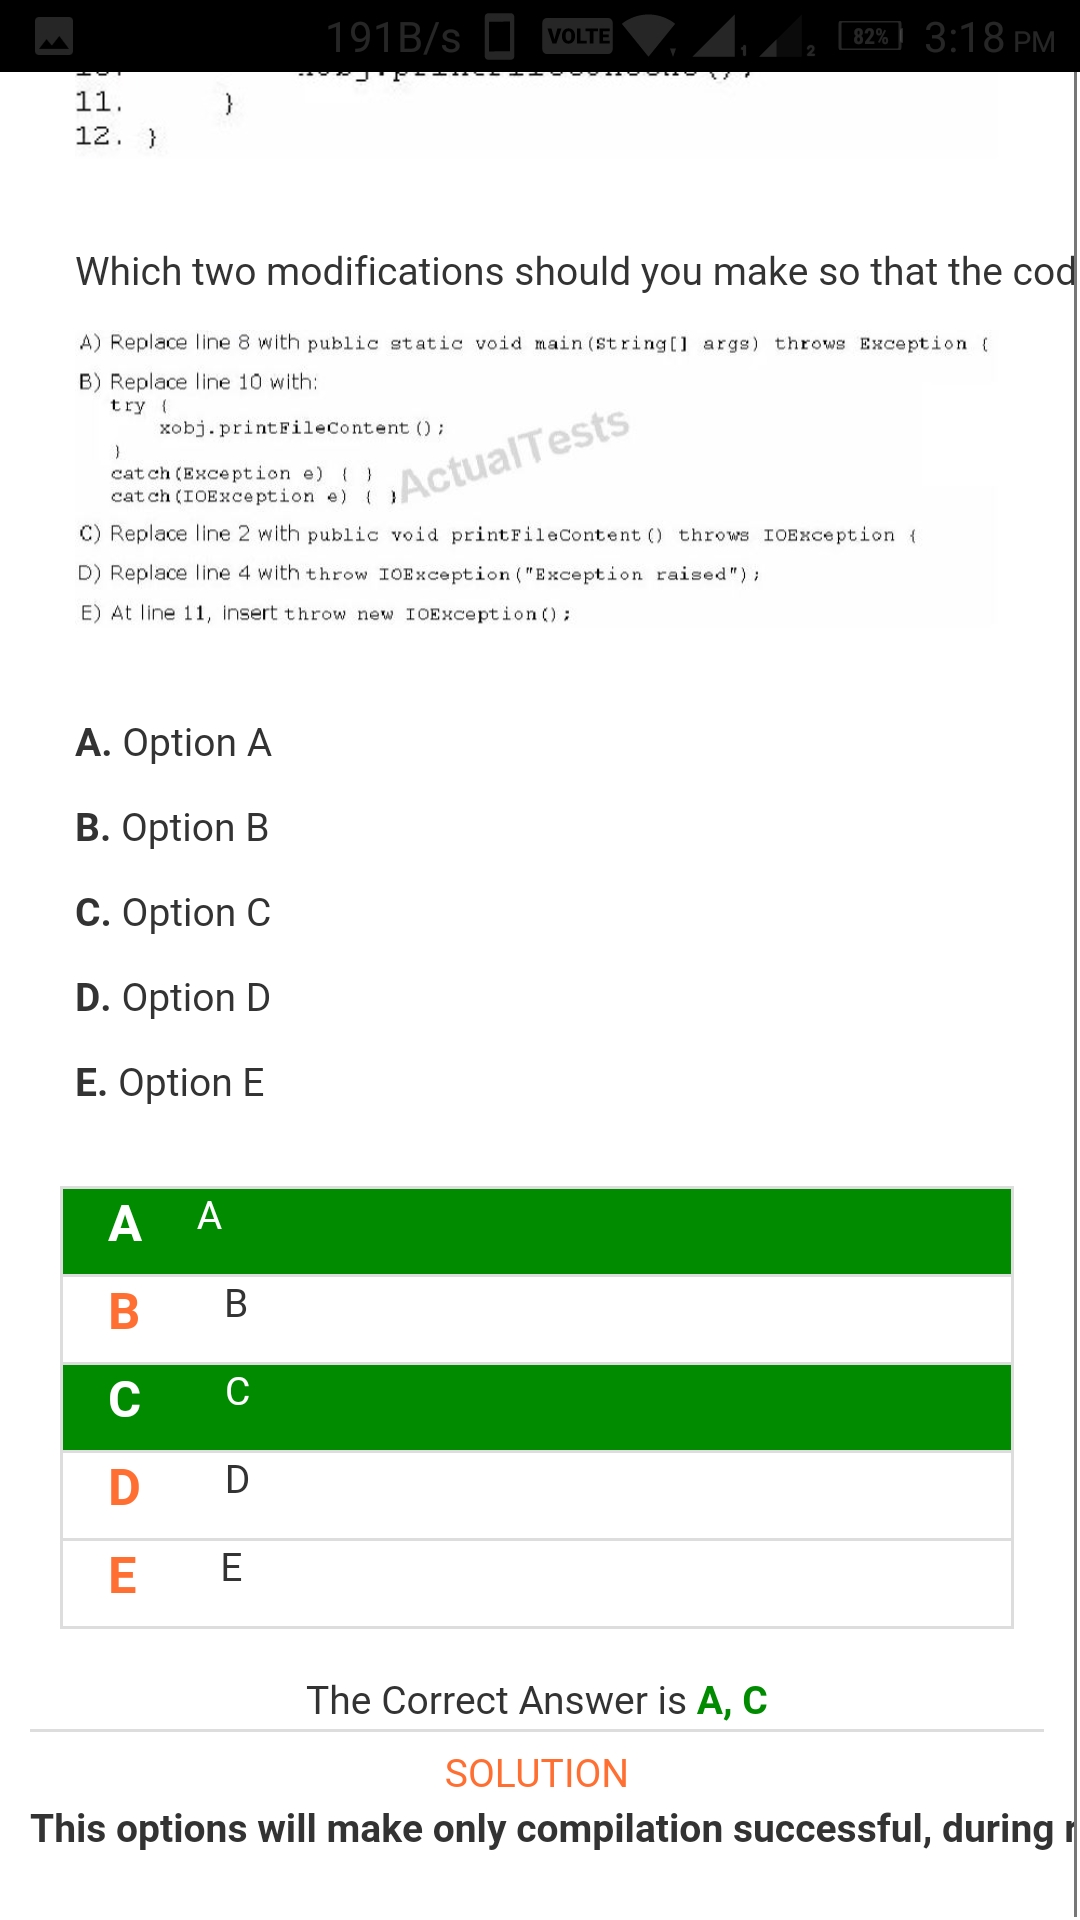 191B/s VOLTE 1 2 82% 3:18 PM
11. }
12. }
Which two modifications should you make so that the cod
A) Replace line 8 with public static void main(String[] args) throws Exception {
B) Replace line 10 with:
try {
xobj.printFileContent();
}
catch(Exception e) { }
catch(IOException e) { }
ActualTests
C) Replace line 2 with public void printFileContent() throws IOException {
D) Replace line 4 with throw IOException("Exception raised");
E) At line 11, insert throw new IOException();
A. Option A
B. Option B
C. Option C
D. Option D
E. Option E
A A
B B
C C
D D
E E
The Correct Answer is A, C
SOLUTION
This options will make only compilation successful, during